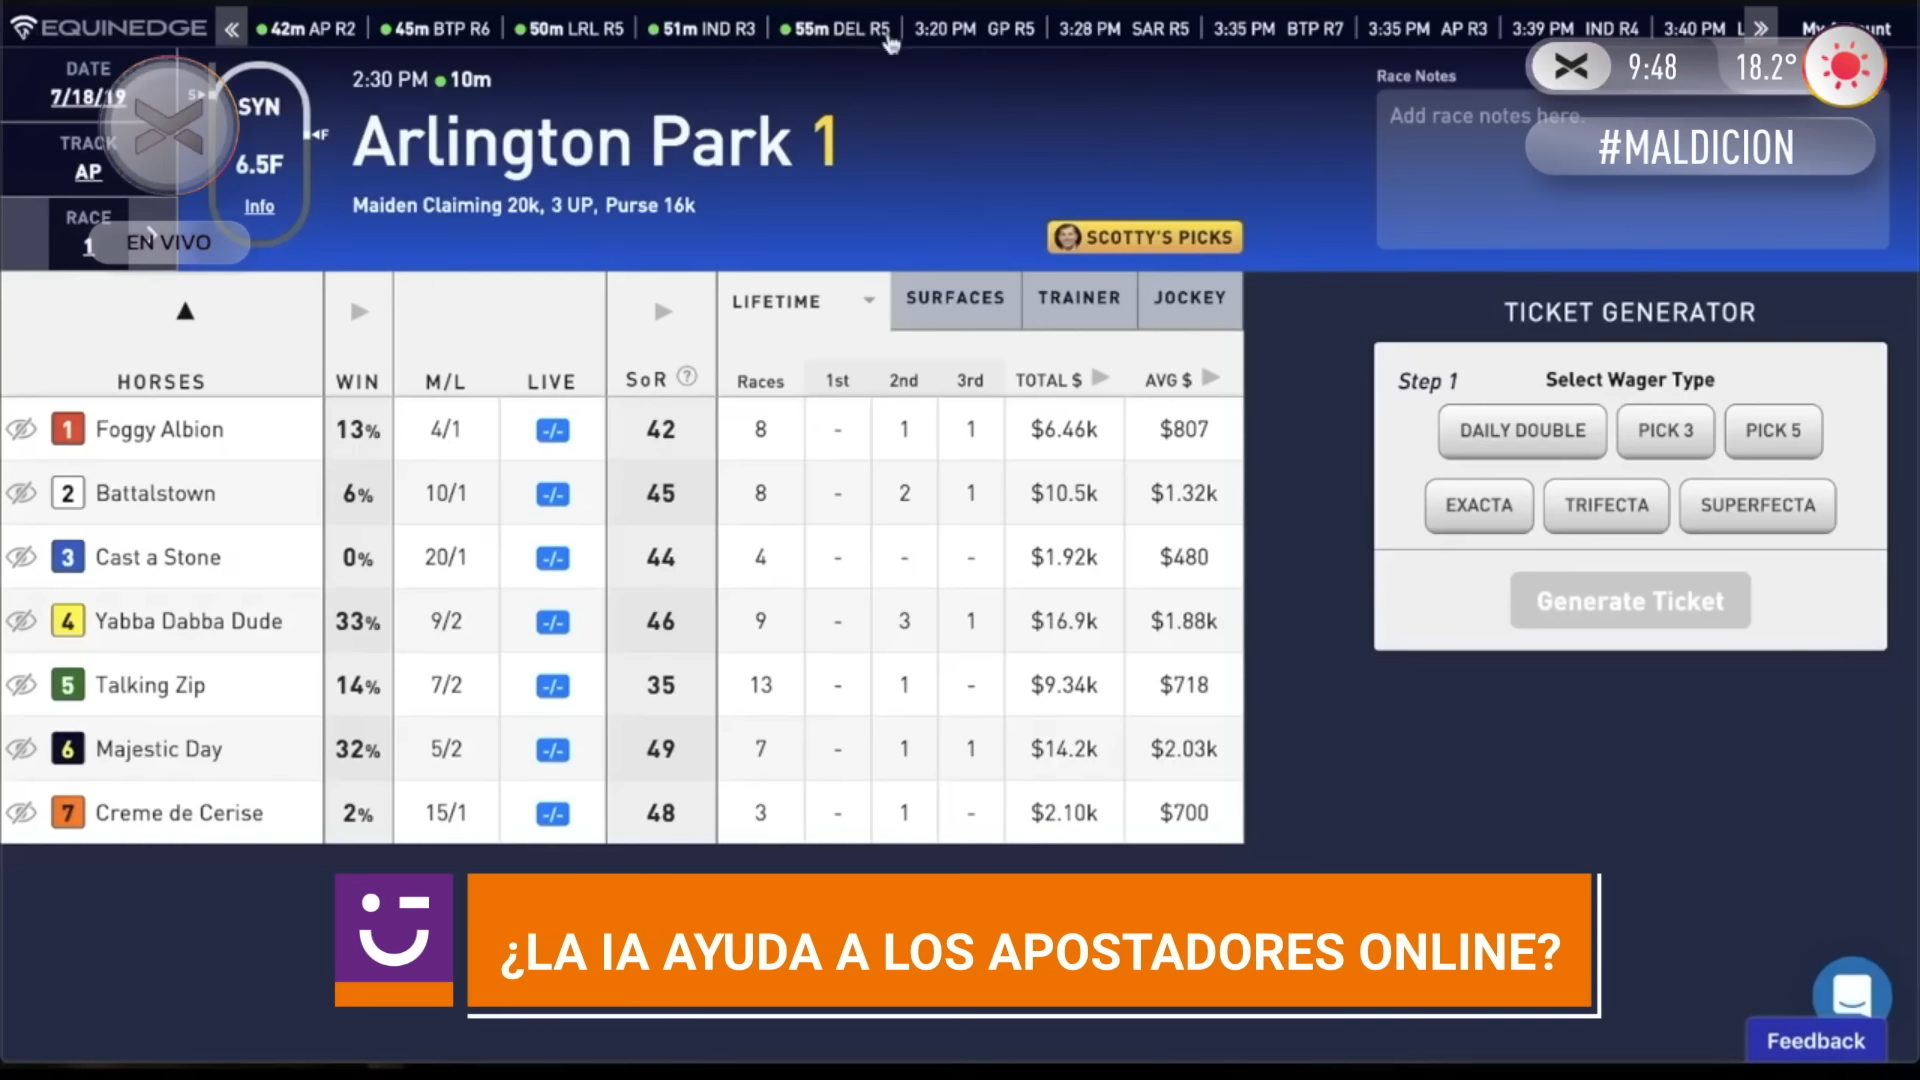 EQUINEDGE « 42m AP R2 45m BTP R6 50m LRL R5 51m IND R3 55m DEL R5 3:20 PM GP R5 3:28 PM SAR R5 3:35 PM BTP R7 3:35 PM AP R3 3:39 PM IND R4 3:40 PM »
DATE
7/18/19
TRACK
AP
RACE
1
EN VIVO
SYN
6.5F
Info
S
F
2:30 PM 10m
Arlington Park 1
Maiden Claiming 20k, 3 UP, Purse 16k
SCOTTY'S PICKS
Race Notes
Add race notes here.
9:48 18.2°
#MALDICION
LIFETIME SURFACES TRAINER JOCKEY
HORSES WIN M/L LIVE SoR ? Races 1st 2nd 3rd TOTAL $ AVG $
1 Foggy Albion 13% 4/1 -/- 42 8 - 1 1 $6.46k $807
2 Battalstown 6% 10/1 -/- 45 8 - 2 1 $10.5k $1.32k
3 Cast a Stone 0% 20/1 -/- 44 4 - - - $1.92k $480
4 Yabba Dabba Dude 33% 9/2 -/- 46 9 - 3 1 $16.9k $1.88k
5 Talking Zip 14% 7/2 -/- 35 13 - 1 - $9.34k $718
6 Majestic Day 32% 5/2 -/- 49 7 - 1 1 $14.2k $2.03k
7 Creme de Cerise 2% 15/1 -/- 48 3 - 1 - $2.10k $700
TICKET GENERATOR
Step 1 Select Wager Type
DAILY DOUBLE PICK 3 PICK 5
EXACTA TRIFECTA SUPERFECTA
Generate Ticket
¿LA IA AYUDA A LOS APOSTADORES ONLINE?
Feedback